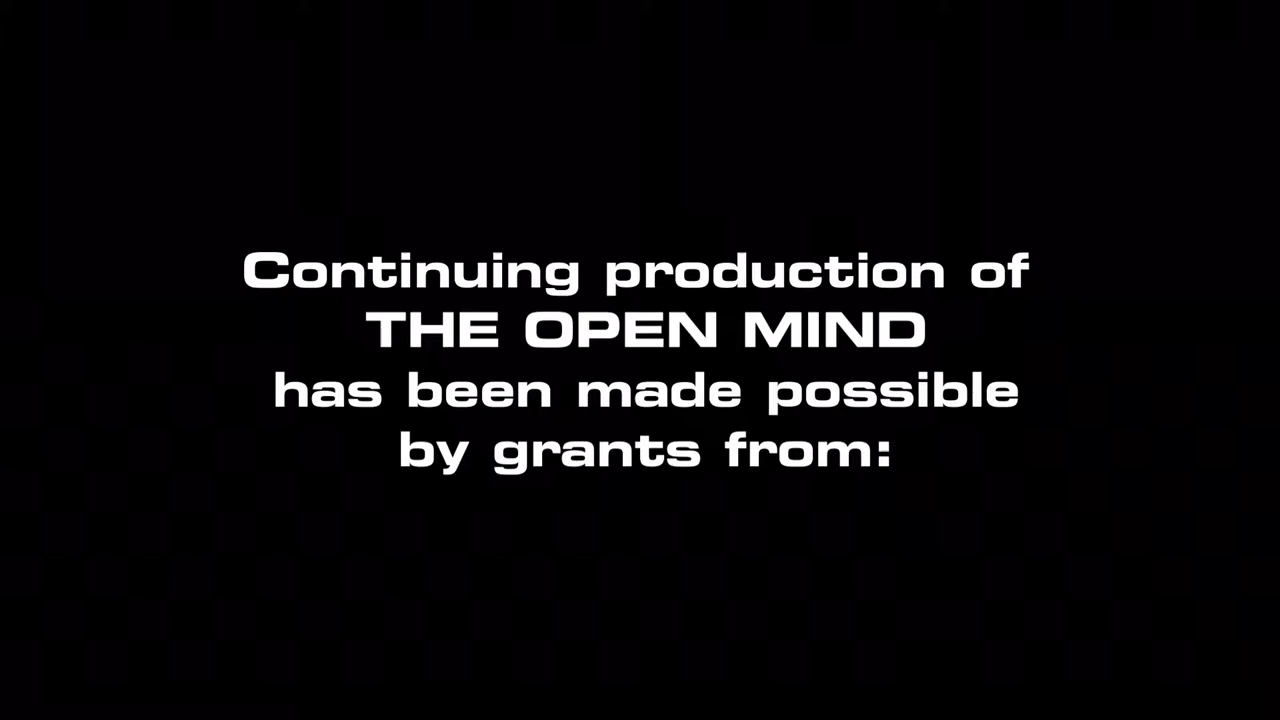 Continuing production of
THE OPEN MIND
has been made possible
by grants from: